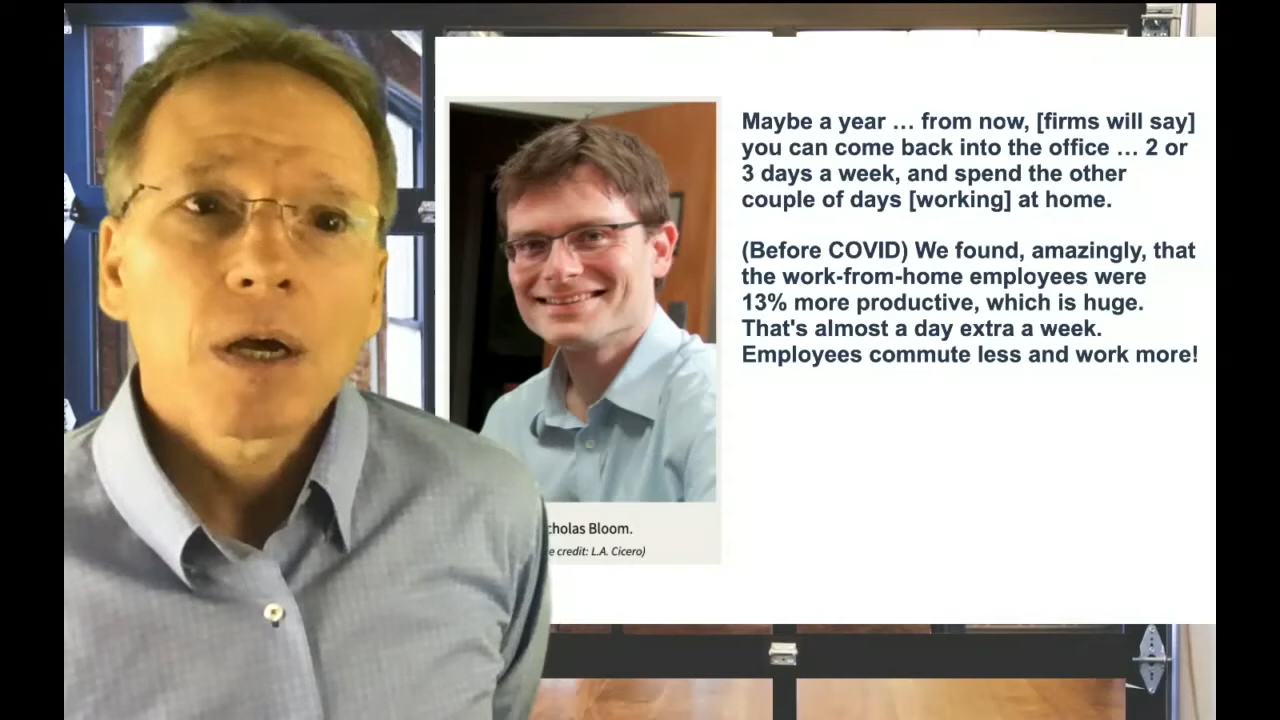 Maybe a year … from now, [firms will say]
you can come back into the office … 2 or
3 days a week, and spend the other
couple of days [working] at home.
(Before COVID) We found, amazingly, that
the work-from-home employees were
13% more productive, which is huge.
That's almost a day extra a week.
Employees commute less and work more!
cholas Bloom.
e credit: L.A. Cicero)